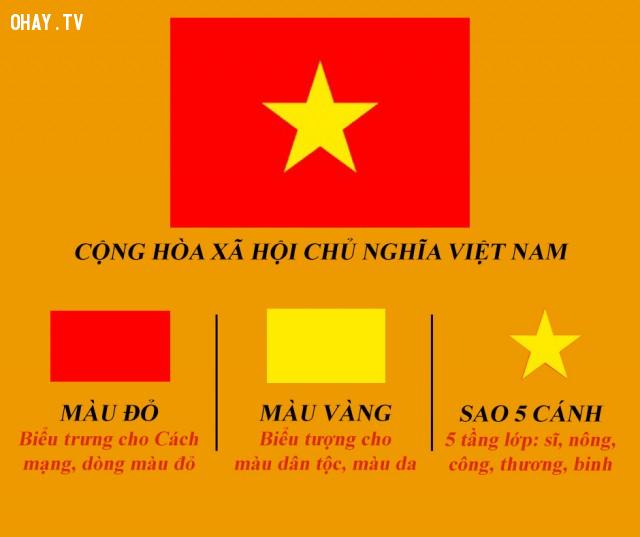 OHAY.TV
CỘNG HÒA XÃ HỘI CHỦ NGHĨA VIỆT NAM
MÀU ĐỎ
Biểu trưng cho Cách
mạng, dòng màu đỏ
MÀU VÀNG
Biểu tượng cho
màu dân tộc, màu da
SAO 5 CÁNH
5 tầng lớp: sĩ, nông,
công, thương, binh